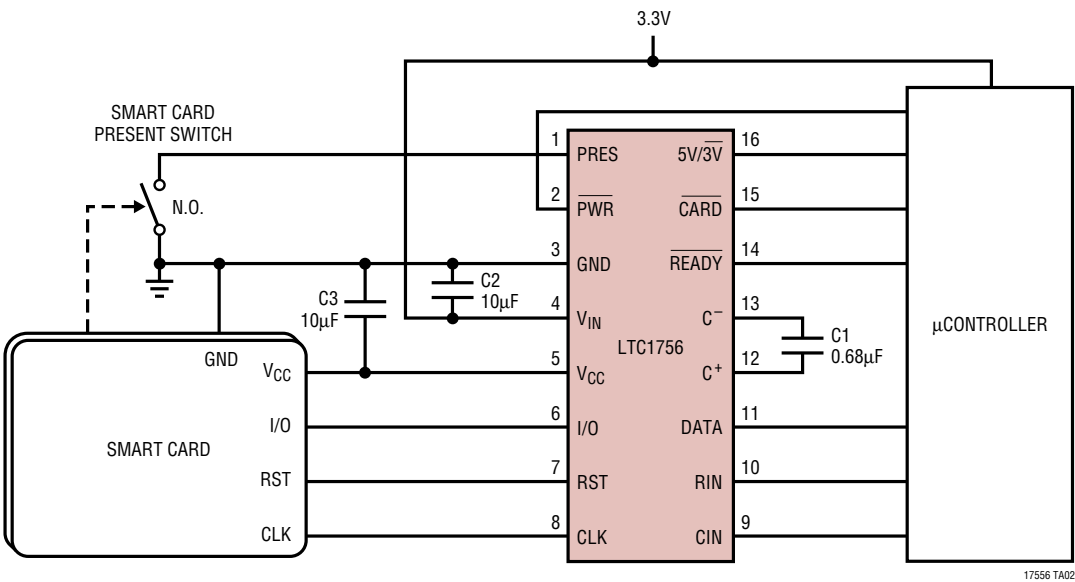 3.3V
SMART CARD
PRESENT SWITCH
N.O.
1
PRES
5V/3V
16
2
PWR
CARD
15
3
GND
READY
14
4
VIN
C–
13
5
VCC
C+
12
6
I/O
DATA
11
7
RST
RIN
10
8
CLK
CIN
9
LTC1756
C2
10µF
C3
10µF
C1
0.68µF
µCONTROLLER
GND
VCC
I/O
SMART CARD
RST
CLK
17556 TA02